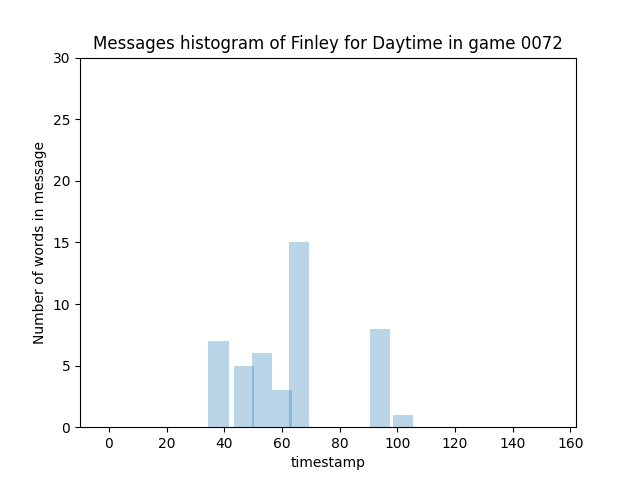 Messages histogram of Finley for Daytime in game 0072
30
25
20
15
10
5
0
Number of words in message
0 20 40 60 80 100 120 140 160
timestamp